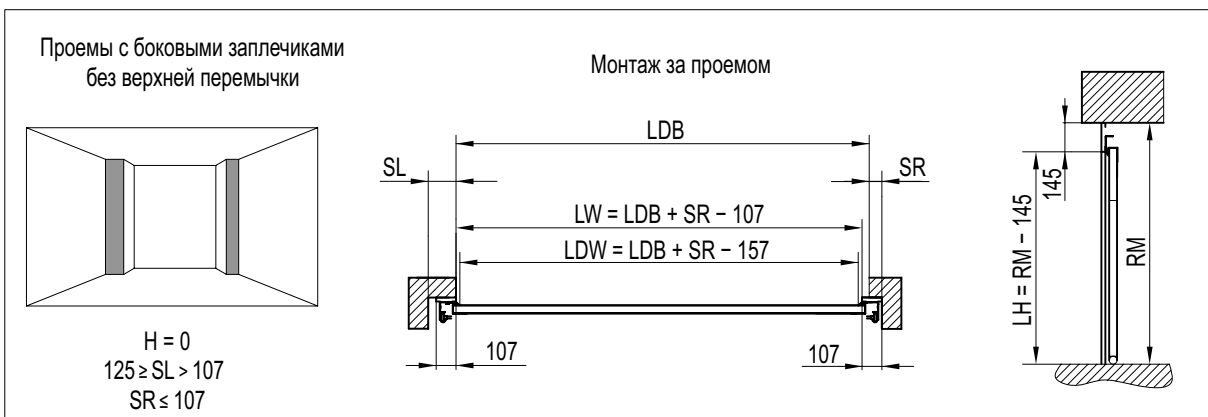 Проемы с боковыми заплечиками
без верхней перемычки
H = 0
125 ≥ SL > 107
SR ≤ 107
Монтаж за проемом
LDB
SL
SR
LW = LDB + SR − 107
LDW = LDB + SR − 157
107
107
145
LH = RM − 145
RM